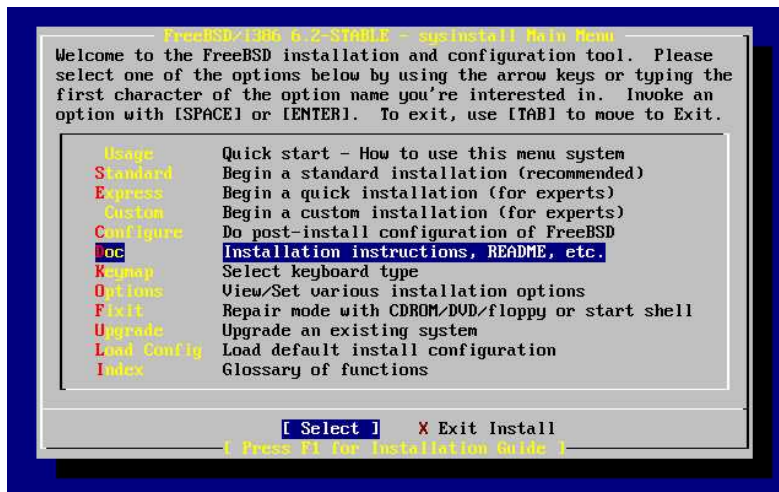 FreeBSD/i386 6.2-STABLE - sysinstall Main Menu
Welcome to the FreeBSD installation and configuration tool.  Please
select one of the options below by using the arrow keys or typing the
first character of the option name you're interested in.  Invoke an
option with [SPACE] or [ENTER].  To exit, use [TAB] to move to Exit.
Usage Quick start - How to use this menu system
Standard Begin a standard installation (recommended)
Express Begin a quick installation (for experts)
Custom Begin a custom installation (for experts)
Configure Do post-install configuration of FreeBSD
Doc Installation instructions, README, etc.
Keymap Select keyboard type
Options View/Set various installation options
Fixit Repair mode with CDROM/DVD/floppy or start shell
Upgrade Upgrade an existing system
Load Config Load default install configuration
Index Glossary of functions
[ Select ] X Exit Install
[ Press F1 for Installation Guide ]